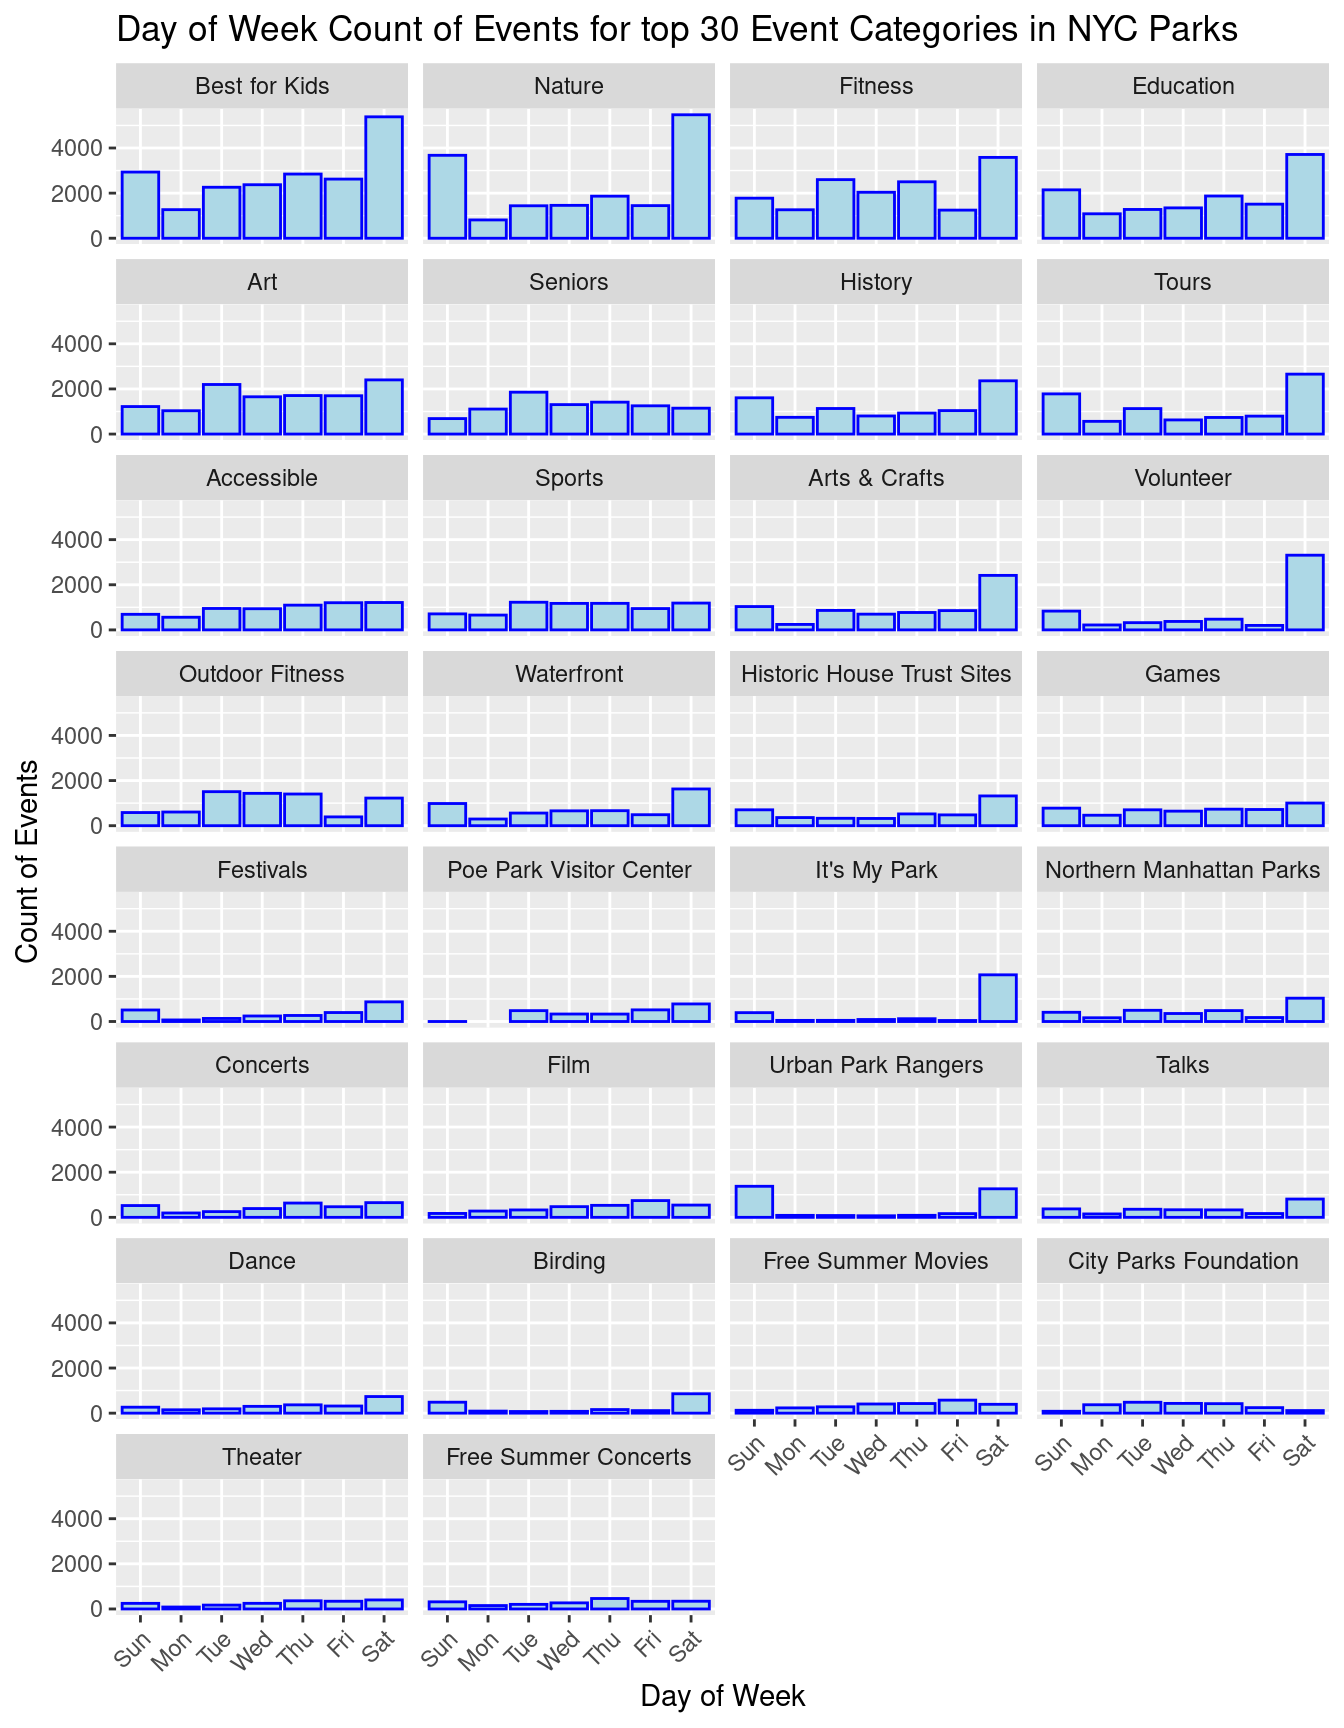 Day of Week Count of Events for top 30 Event Categories in NYC Parks
Best for Kids Nature Fitness Education
4000
2000
0
Art Seniors History Tours
4000
2000
0
Accessible Sports Arts & Crafts Volunteer
4000
2000
0
Outdoor Fitness Waterfront Historic House Trust Sites Games
4000
2000
0
Festivals Poe Park Visitor Center It's My Park Northern Manhattan Parks
4000
2000
0
Concerts Film Urban Park Rangers Talks
4000
2000
0
Dance Birding Free Summer Movies City Parks Foundation
4000
2000
0
Sun Mon Tue Wed Thu Fri Sat Sun Mon Tue Wed Thu Fri Sat
Theater Free Summer Concerts
4000
2000
0
Sun Mon Tue Wed Thu Fri Sat Sun Mon Tue Wed Thu Fri Sat
Count of Events
Day of Week